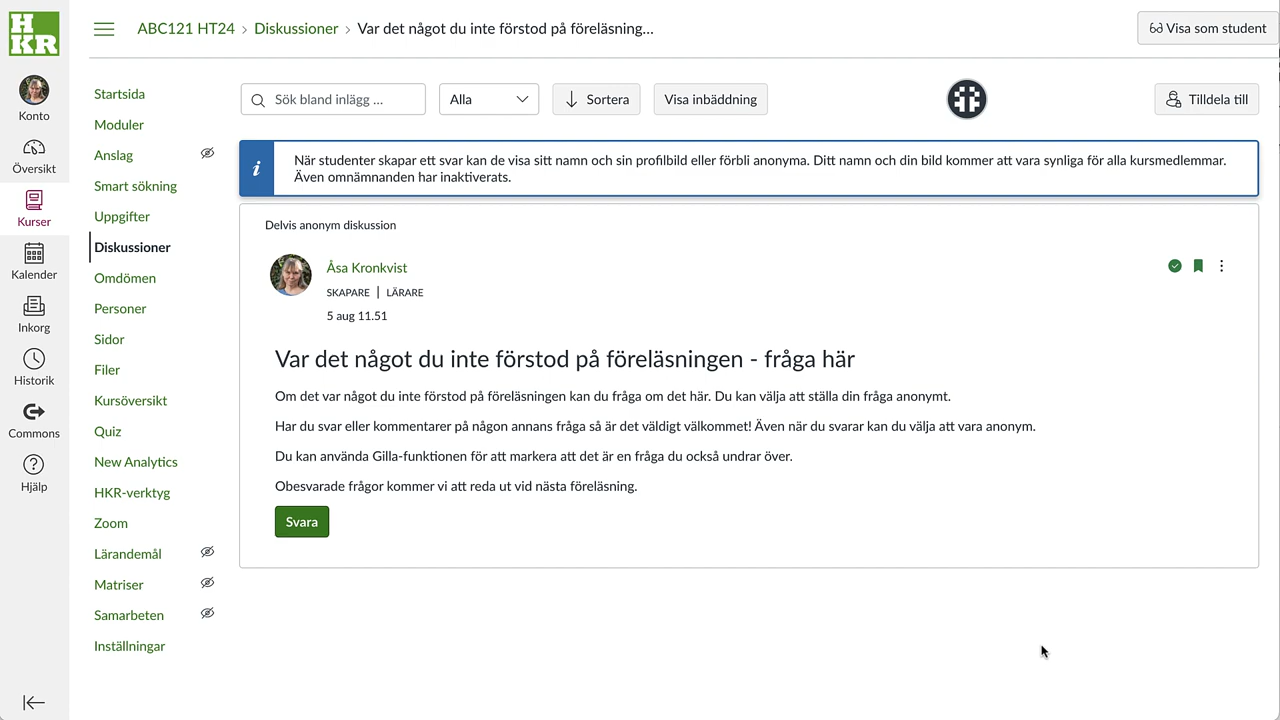 HKR
ABC121 HT24 › Diskussioner › Var det något du inte förstod på föreläsning...
Visa som student
Konto
Översikt
Kurser
Kalender
Inkorg
Historik
Commons
Hjälp
Startsida
Moduler
Anslag
Smart sökning
Uppgifter
Diskussioner
Omdömen
Personer
Sidor
Filer
Kursöversikt
Quiz
New Analytics
HKR-verktyg
Zoom
Lärandemål
Matriser
Samarbeten
Inställningar
Sök bland inlägg ...
Alla
Sortera
Visa inbäddning
Tilldela till
När studenter skapar ett svar kan de visa sitt namn och sin profilbild eller förbli anonyma. Ditt namn och din bild kommer att vara synliga för alla kursmedlemmar.
Även omnämnanden har inaktiverats.
Delvis anonym diskussion
Åsa Kronkvist
SKAPARE | LÄRARE
5 aug 11.51
Var det något du inte förstod på föreläsningen - fråga här
Om det var något du inte förstod på föreläsningen kan du fråga om det här. Du kan välja att ställa din fråga anonymt.
Har du svar eller kommentarer på någon annans fråga så är det väldigt välkommet! Även när du svarar kan du välja att vara anonym.
Du kan använda Gilla-funktionen för att markera att det är en fråga du också undrar över.
Obesvarade frågor kommer vi att reda ut vid nästa föreläsning.
Svara